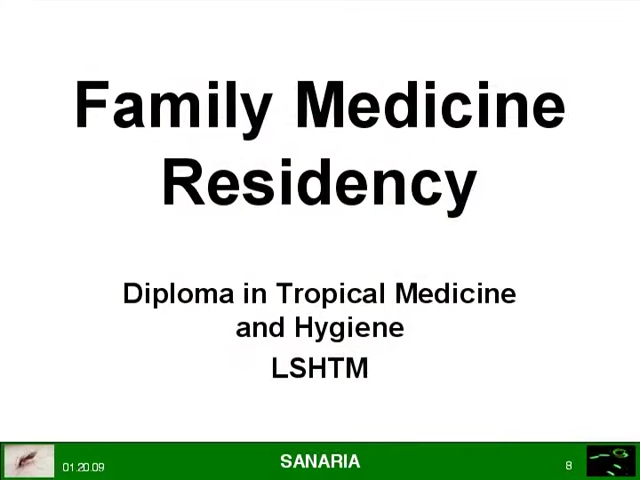 Family Medicine
Residency
Diploma in Tropical Medicine
and Hygiene
LSHTM
01.20.09
SANARIA
8